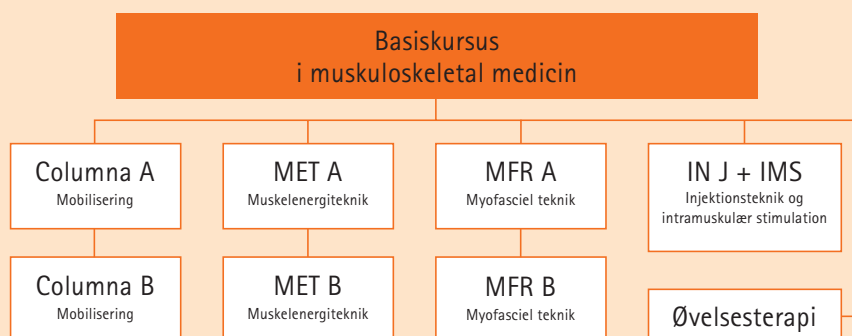 Basiskursus
i muskuloskeletal medicin
Columna A
Mobilisering
MET A
Muskelenergiteknik
MFR A
Myofasciel teknik
IN J + IMS
Injektionsteknik og
intramuskulær stimulation
Columna B
Mobilisering
MET B
Muskelenergiteknik
MFR B
Myofasciel teknik
Øvelsesterapi